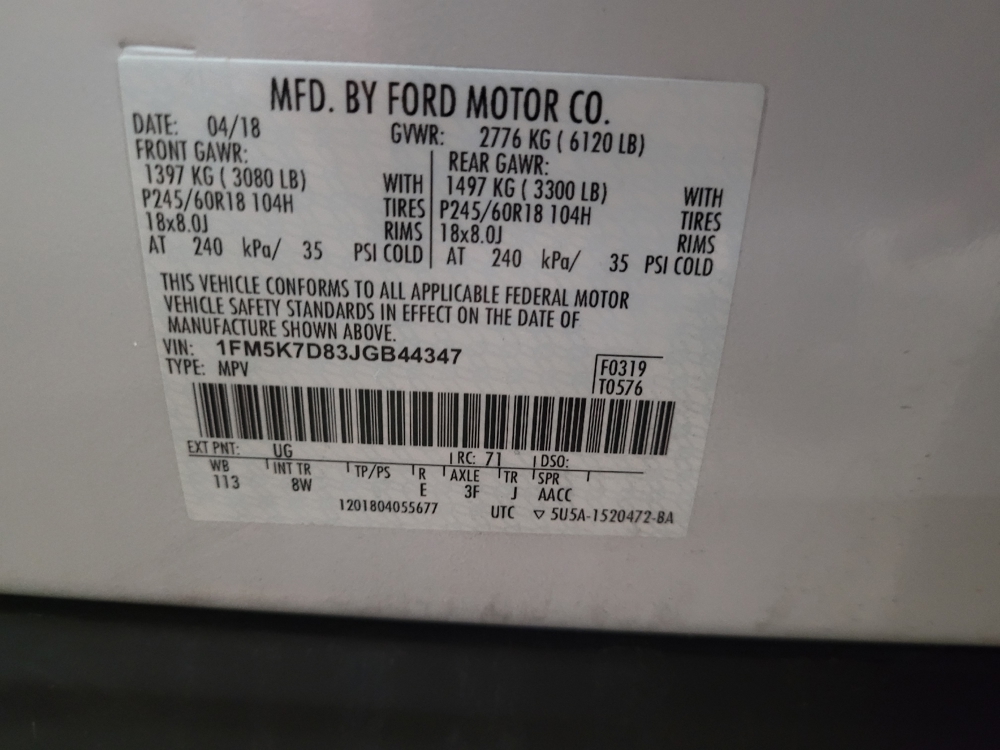 MFD. BY FORD MOTOR CO.
DATE: 04/18 GVWR: 2776 KG ( 6120 LB)
FRONT GAWR: REAR GAWR:
1397 KG ( 3080 LB) WITH 1497 KG ( 3300 LB) WITH
P245/60R18 104H TIRES P245/60R18 104H TIRES
18x8.0J RIMS 18x8.0J RIMS
AT 240 kPa/ 35 PSI COLD AT 240 kPa/ 35 PSI COLD
THIS VEHICLE CONFORMS TO ALL APPLICABLE FEDERAL MOTOR
VEHICLE SAFETY STANDARDS IN EFFECT ON THE DATE OF
MANUFACTURE SHOWN ABOVE.
VIN: 1FM5K7D83JGB44347
TYPE: MPV
F0319
T0576
EXT PNT: UG RC: 71 DSO:
WB INT TR TP/PS R AXLE TR SPR
113 8W E 3F J AACC
1201804055677 UTC ▽ 5U5A-1520472-BA